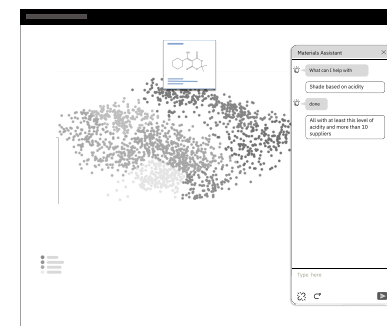 Materials Assistant
What can I help with
Shade based on acidity
done
All with at least this level of
acidity and more than 10
suppliers
Type here